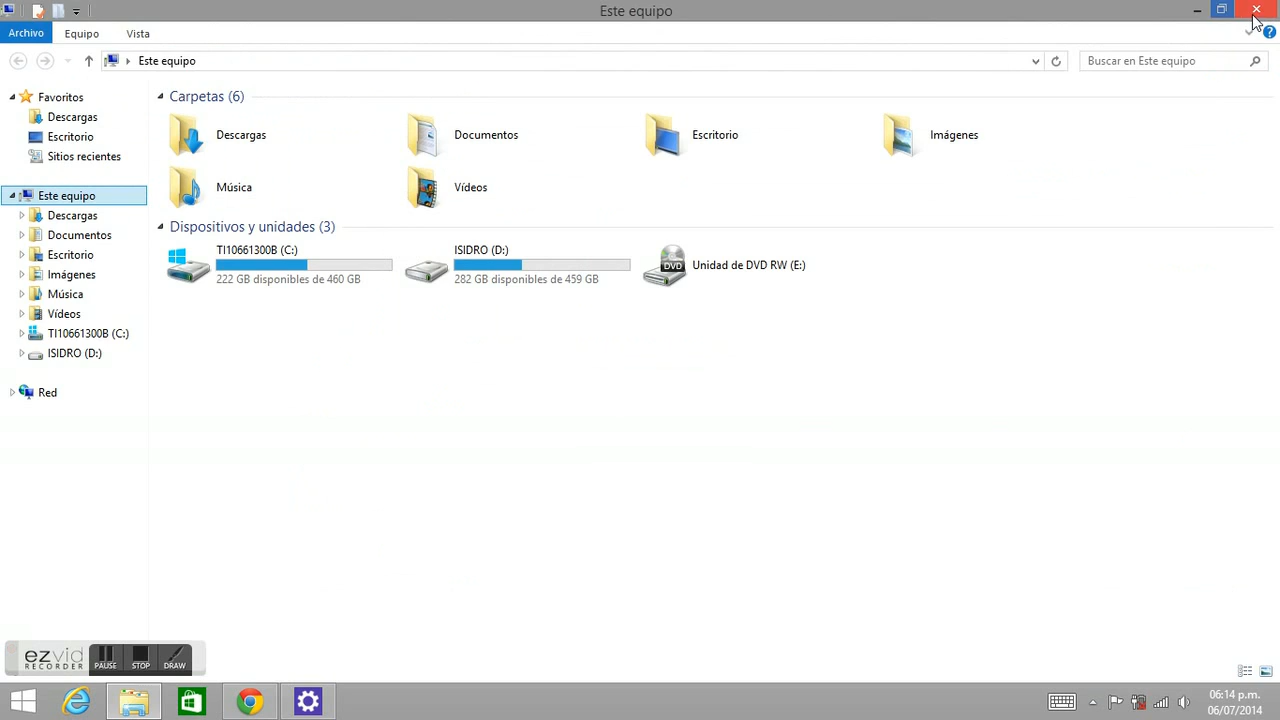 Este equipo
Archivo Equipo Vista
Este equipo Buscar en Este equipo
Favoritos
Descargas
Escritorio
Sitios recientes
Este equipo
Descargas
Documentos
Escritorio
Imágenes
Música
Vídeos
TI10661300B (C:)
ISIDRO (D:)
Red
Carpetas (6)
Descargas
Documentos
Escritorio
Imágenes
Música
Vídeos
Dispositivos y unidades (3)
TI10661300B (C:)
222 GB disponibles de 460 GB
ISIDRO (D:)
282 GB disponibles de 459 GB
DVD
Unidad de DVD RW (E:)
ezvid
RECORDER
PAUSE STOP DRAW
06:14 p.m.
06/07/2014